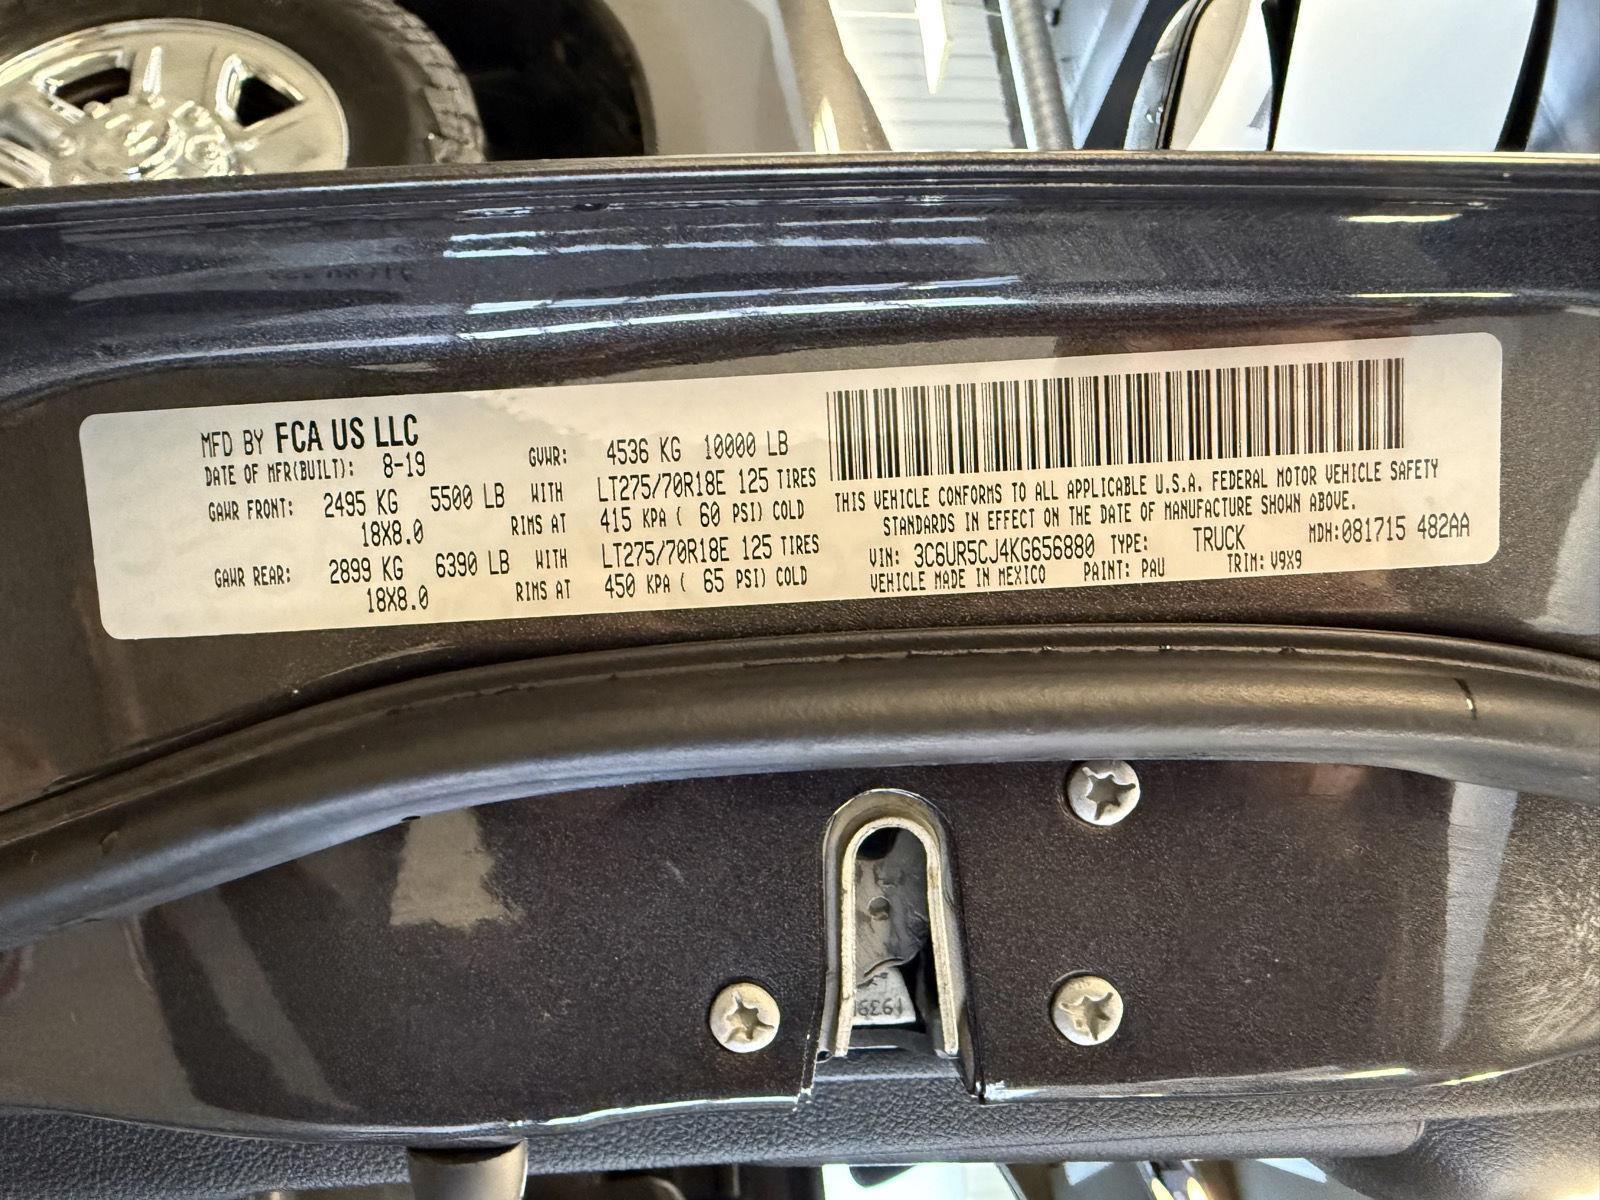 MFD BY FCA US LLC
DATE OF MFR(BUILT): 8-19 GVWR: 4536 KG 10000 LB
GAWR FRONT: 2495 KG 5500 LB WITH LT275/70R18E 125 TIRES
18X8.0 RIMS AT 415 KPA ( 60 PSI) COLD
GAWR REAR: 2899 KG 6390 LB WITH LT275/70R18E 125 TIRES
18X8.0 RIMS AT 450 KPA ( 65 PSI) COLD
THIS VEHICLE CONFORMS TO ALL APPLICABLE U.S.A. FEDERAL MOTOR VEHICLE SAFETY
STANDARDS IN EFFECT ON THE DATE OF MANUFACTURE SHOWN ABOVE.
VIN: 3C6UR5CJ4KG656880 TYPE: TRUCK MDH:081715 482AA
VEHICLE MADE IN MEXICO PAINT: PAU TRIM: V9X9